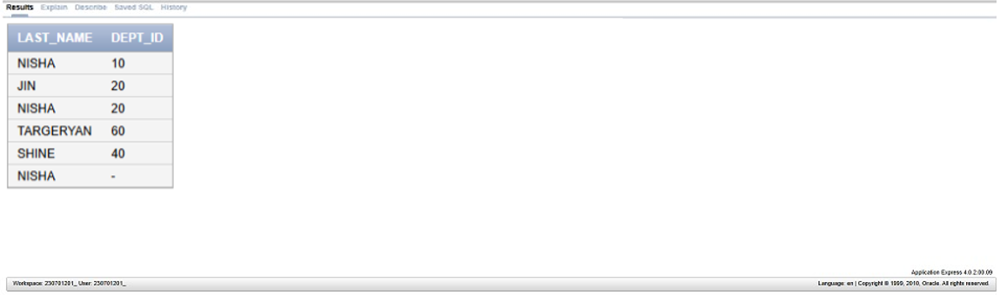 Results Explain Describe Saved SQL History
LAST_NAME DEPT_ID
NISHA 10
JIN 20
NISHA 20
TARGERYAN 60
SHINE 40
NISHA -
Application Express 4.0.2.00.09
Workspace: 230701201_ User: 230701201_
Language: en | Copyright © 1999, 2010, Oracle. All rights reserved.